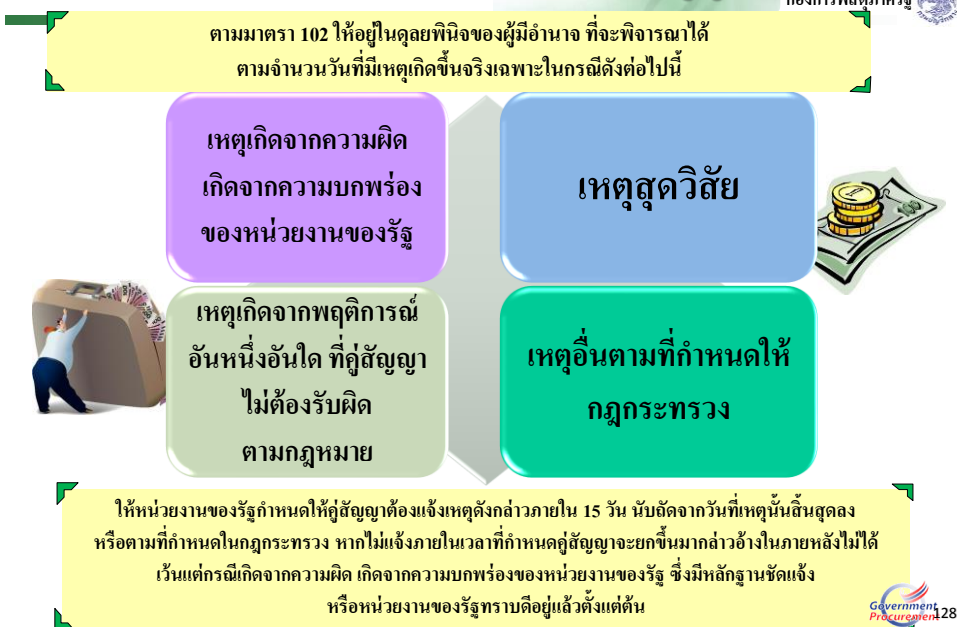 กองการพัสดุภาครัฐ
ตามมาตรา 102 ให้อยู่ในดุลยพินิจของผู้มีอำนาจ ที่จะพิจารณาได้
ตามจำนวนวันที่มีเหตุเกิดขึ้นจริงเฉพาะในกรณีดังต่อไปนี้
เหตุเกิดจากความผิด
เกิดจากความบกพร่อง
ของหน่วยงานของรัฐ
เหตุสุดวิสัย
เหตุเกิดจากพฤติการณ์
อันหนึ่งอันใด ที่คู่สัญญา
ไม่ต้องรับผิด
ตามกฎหมาย
เหตุอื่นตามที่กำหนดให้
กฎกระทรวง
ให้หน่วยงานของรัฐกำหนดให้คู่สัญญาต้องแจ้งเหตุดังกล่าวภายใน 15 วัน นับถัดจากวันที่เหตุนั้นสิ้นสุดลง
หรือตามที่กำหนดในกฎกระทรวง หากไม่แจ้งภายในเวลาที่กำหนดคู่สัญญาจะยกขึ้นมากล่าวอ้างในภายหลังไม่ได้
เว้นแต่กรณีเกิดจากความผิด เกิดจากความบกพร่องของหน่วยงานของรัฐ ซึ่งมีหลักฐานชัดแจ้ง
หรือหน่วยงานของรัฐทราบดีอยู่แล้วตั้งแต่ต้น
Government
Procurement
128